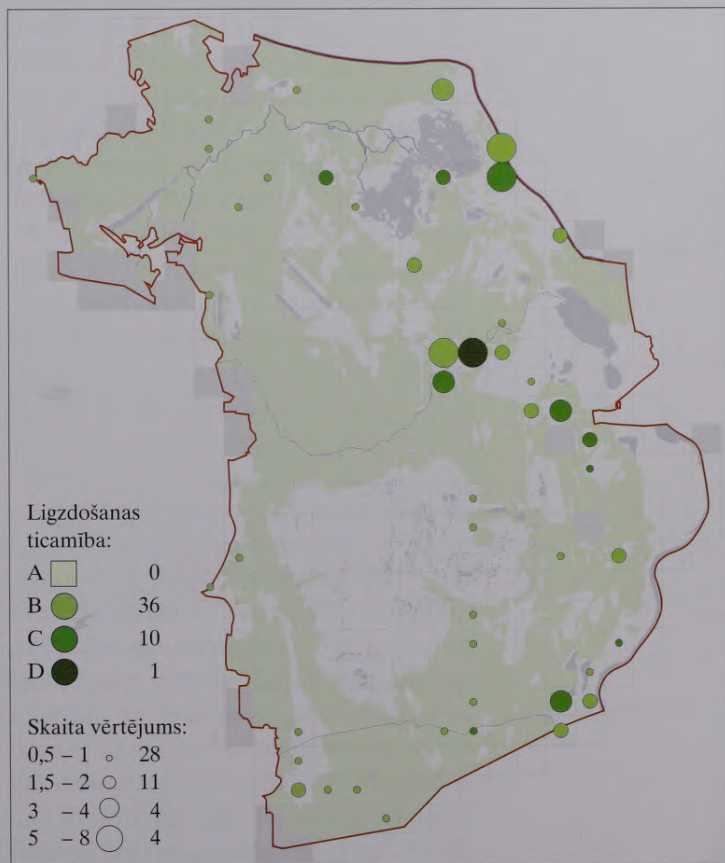 Ligzdošanas
ticamība:
A 0
B 36
C 10
D 1
Skaita vērtējums:
0,5 – 1 28
1,5 – 2 11
3 – 4 4
5 – 8 4